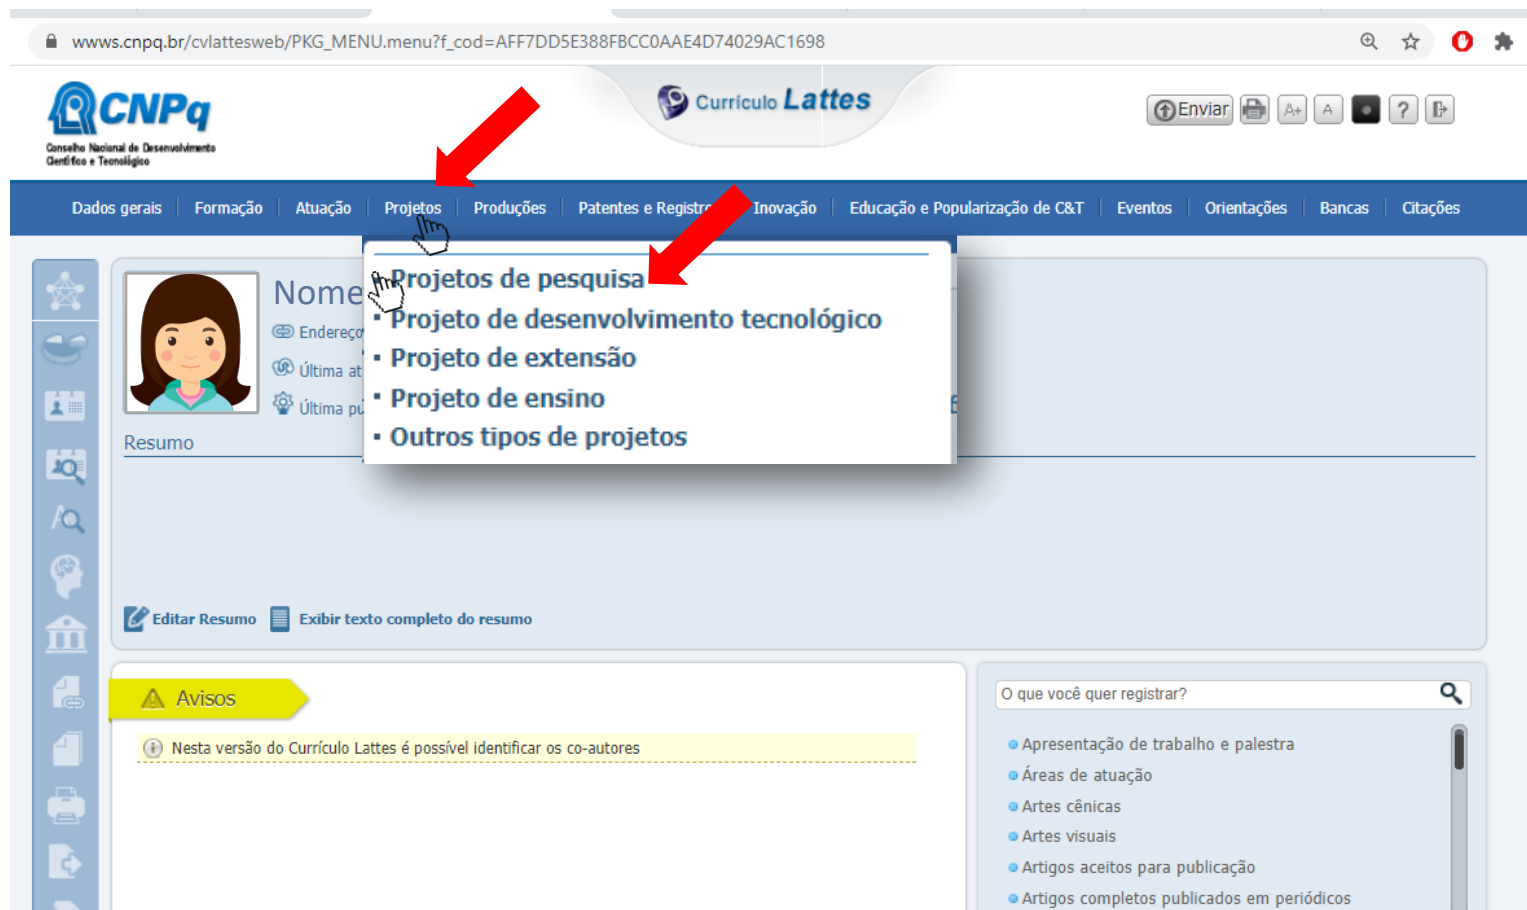 wwws.cnpq.br/cvlattesweb/PKG_MENU.menu?f_cod=AFF7DD5E388FBCC0AAE4D74029AC1698
CNPq
Conselho Nacional de Desenvolvimento
Científico e Tecnológico
Currículo Lattes
Enviar A+ A ?
Dados gerais Formação Atuação Projetos Produções Patentes e Inovação Educação e Popularização de C&T Eventos Orientações Bancas Citações
Projetos de pesquisa
Projeto de desenvolvimento tecnológico
Projeto de extensão
Projeto de ensino
Outros tipos de projetos
Nome
Endereço
Última
Última
Resumo
Editar Resumo Exibir texto completo do resumo
Avisos
Nesta versão do Currículo Lattes é possível identificar os co-autores
O que você quer registrar?
Apresentação de trabalho e palestra
Áreas de atuação
Artes cênicas
Artes visuais
Artigos aceitos para publicação
Artigos completos publicados em periódicos